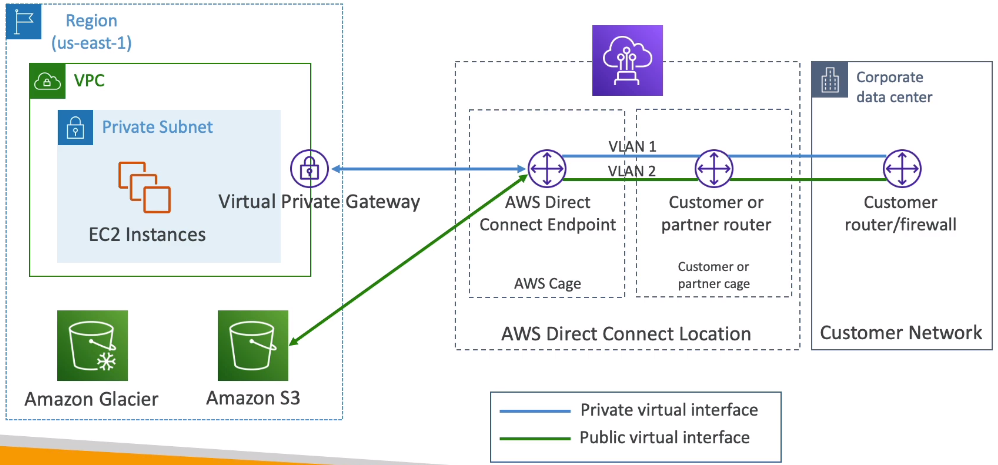 Region
(us-east-1)
VPC
Private Subnet
EC2 Instances
Virtual Private Gateway
Amazon Glacier
Amazon S3
VLAN 1
VLAN 2
AWS Direct
Connect Endpoint
AWS Cage
Customer or
partner router
Customer or
partner cage
AWS Direct Connect Location
Corporate
data center
Customer
router/firewall
Customer Network
Private virtual interface
Public virtual interface